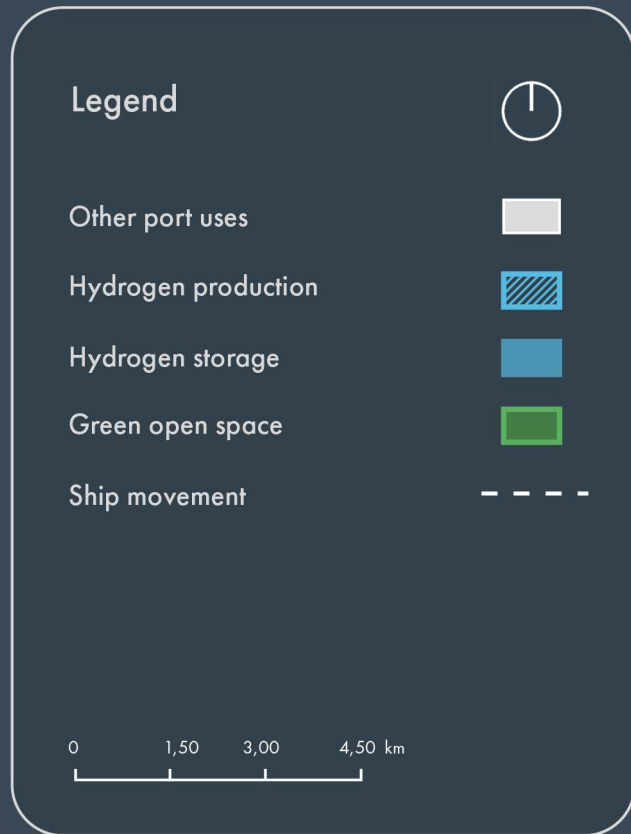 Legend
Other port uses
Hydrogen production
Hydrogen storage
Green open space
Ship movement
0 1,50 3,00 4,50 km